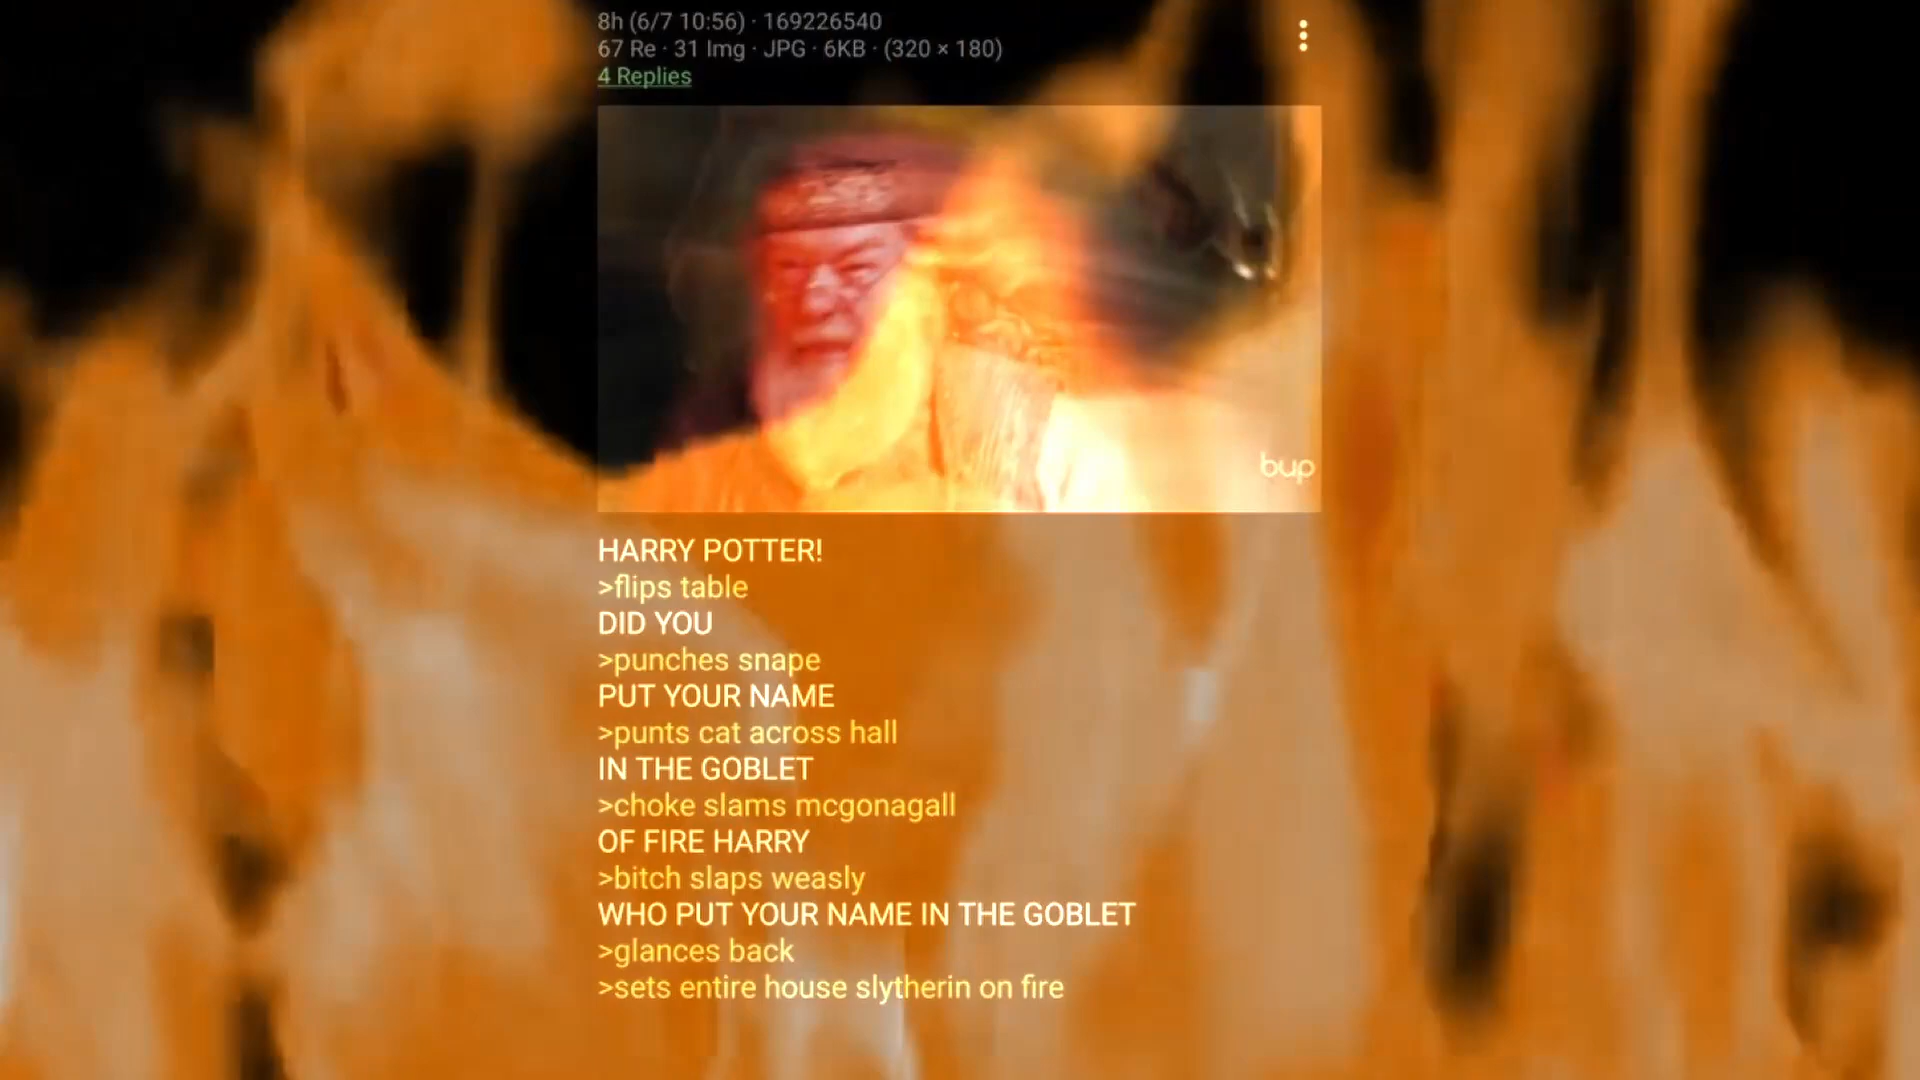 8h (6/7 10:56) · 169226540
67 Re · 31 Img · JPG · 6KB · (320 × 180)
4 Replies
bup
HARRY POTTER!
>flips table
DID YOU
>punches snape
PUT YOUR NAME
>punts cat across hall
IN THE GOBLET
>choke slams mcgonagall
OF FIRE HARRY
>bitch slaps weasly
WHO PUT YOUR NAME IN THE GOBLET
>glances back
>sets entire house slytherin on fire